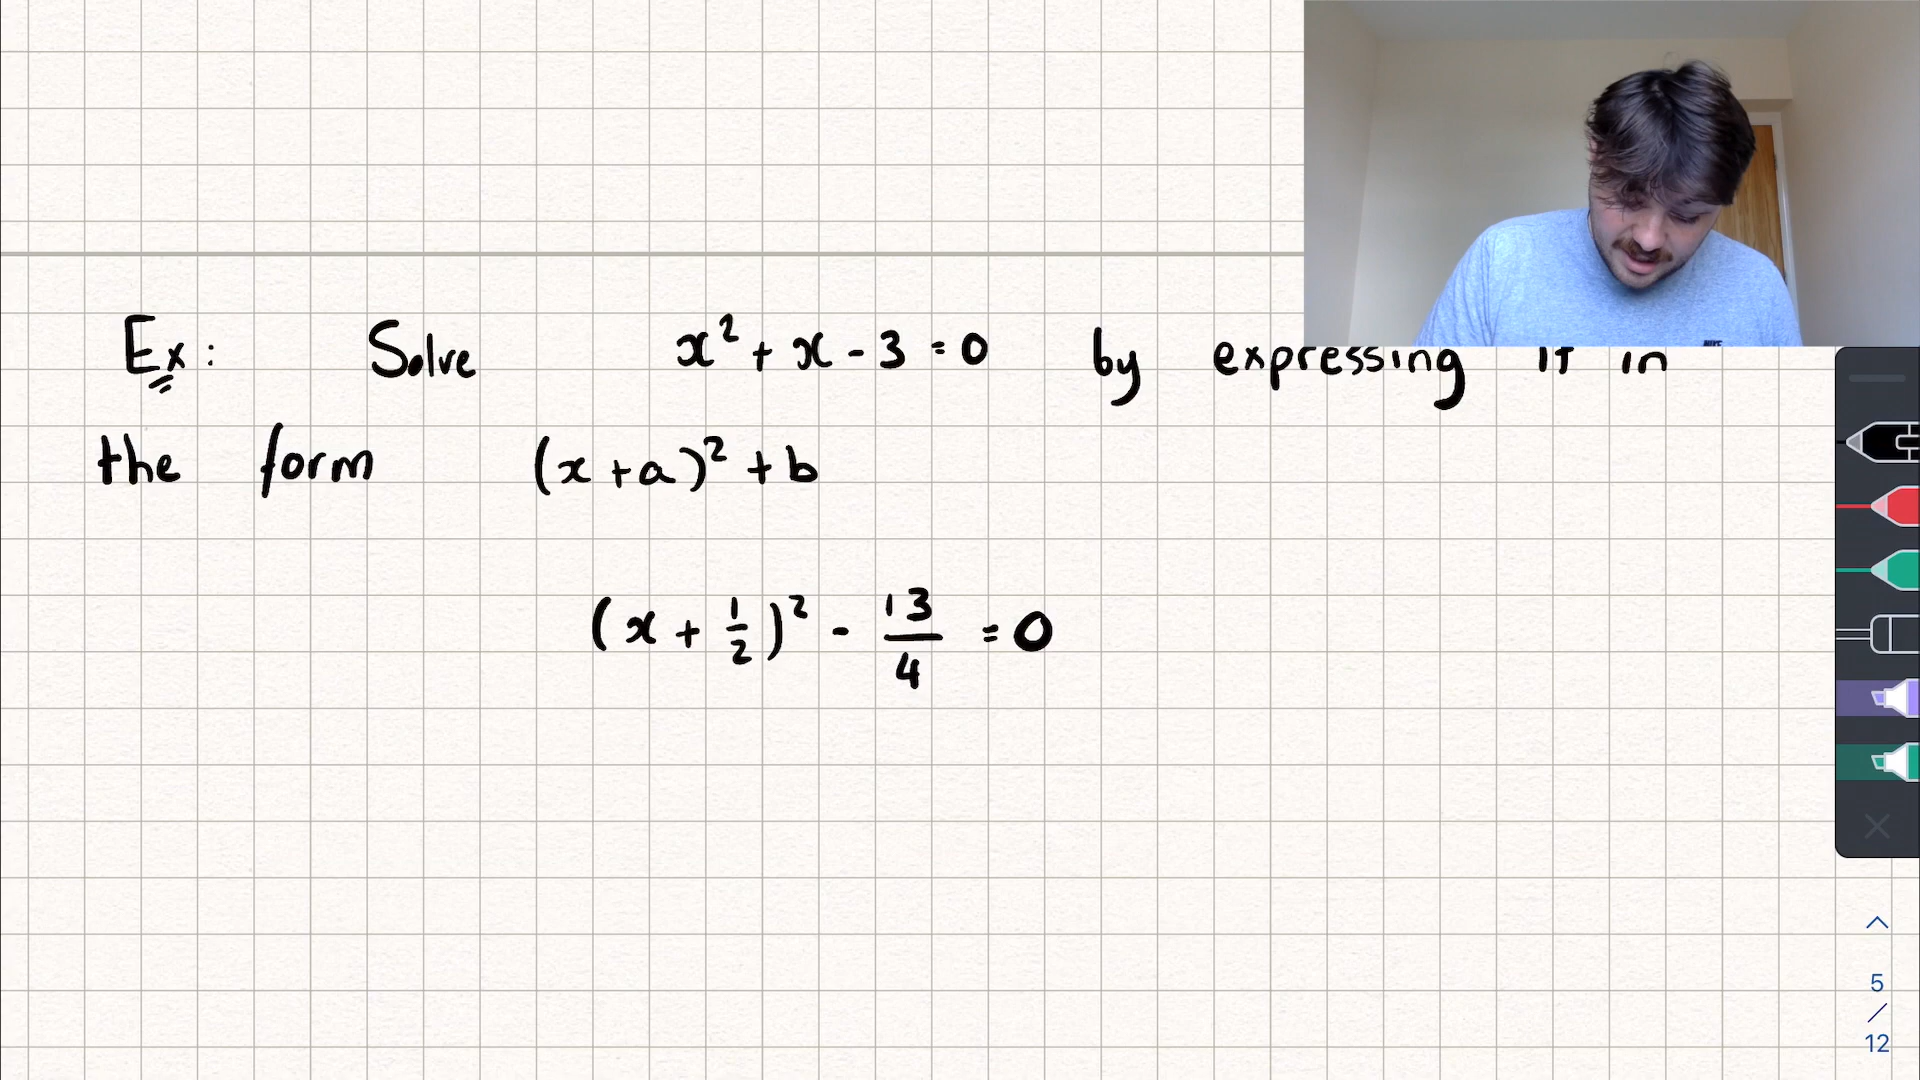 Ex: Solve x² + x - 3 = 0 by expressing it in
the form (x + a)² + b
(x + 1/2)² - 13/4 = 0
5
/
12